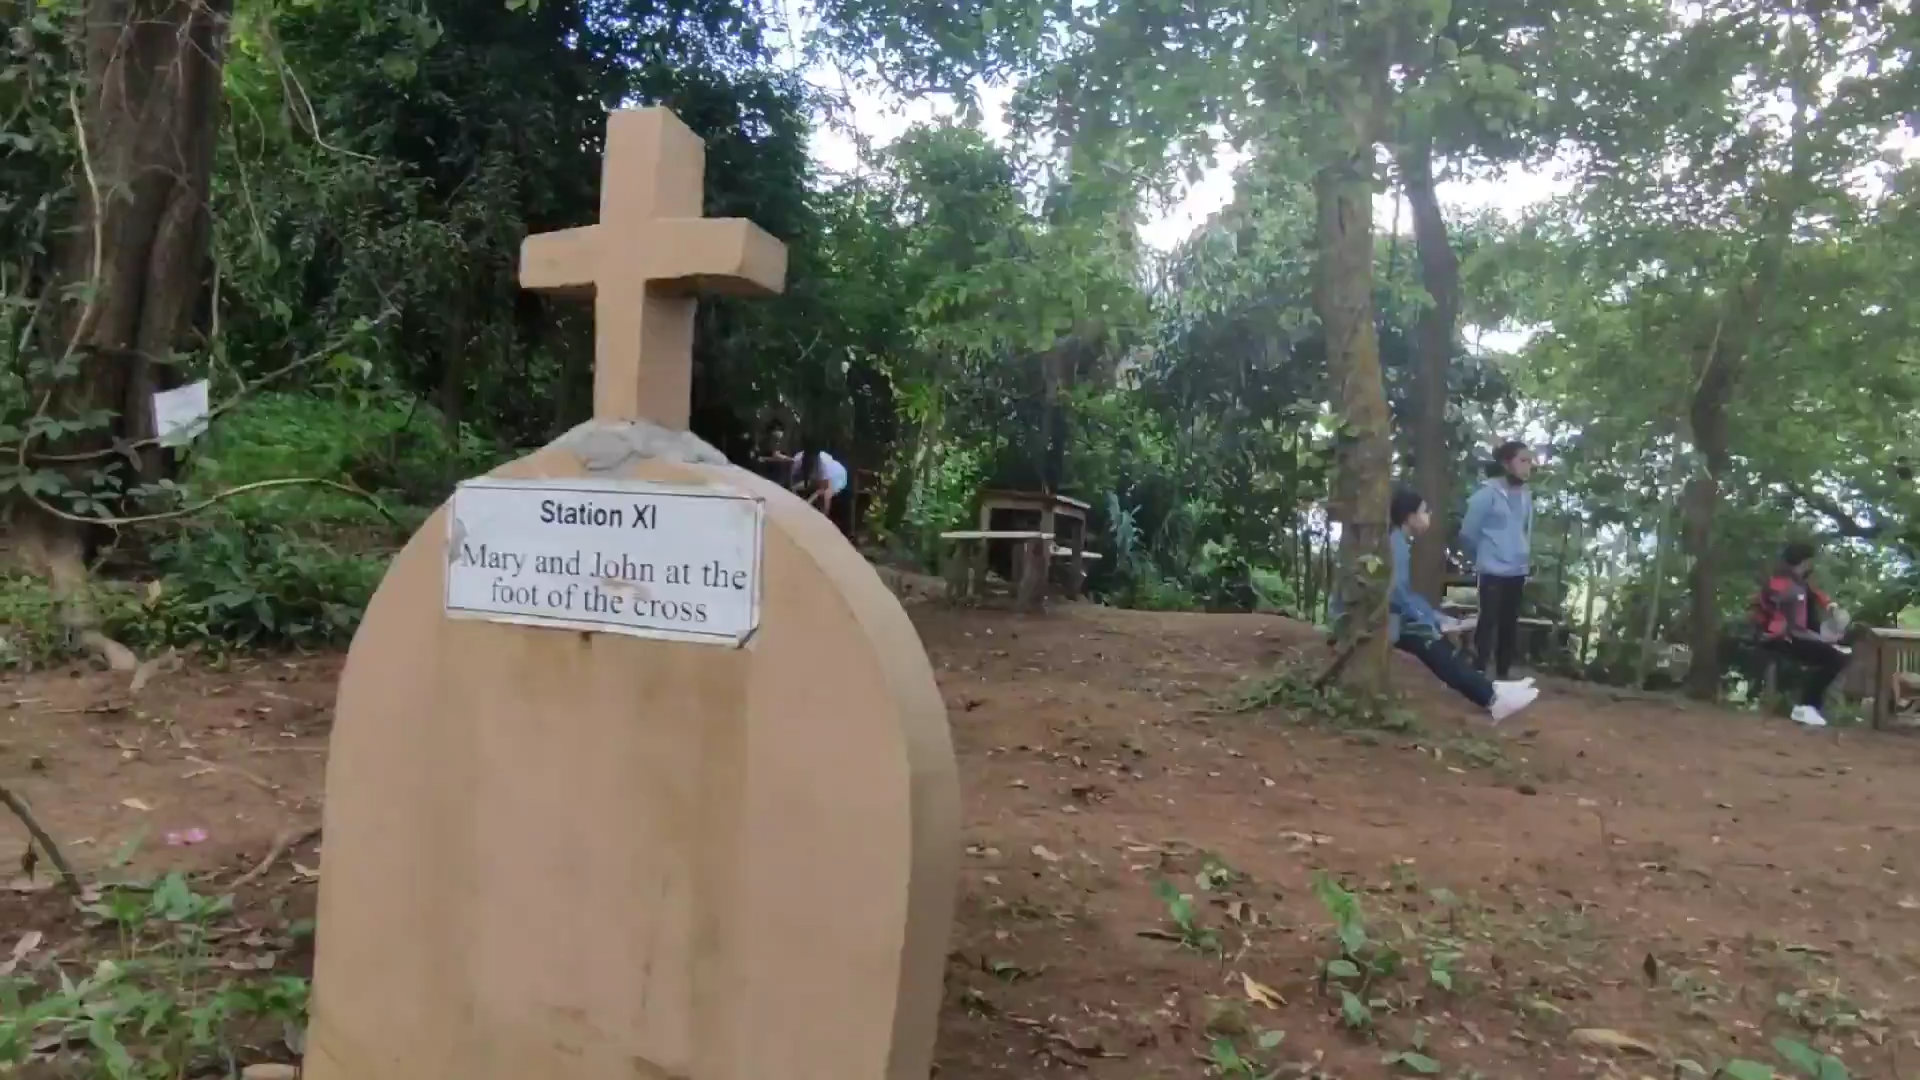 Station XI
Mary and John at the
foot of the cross